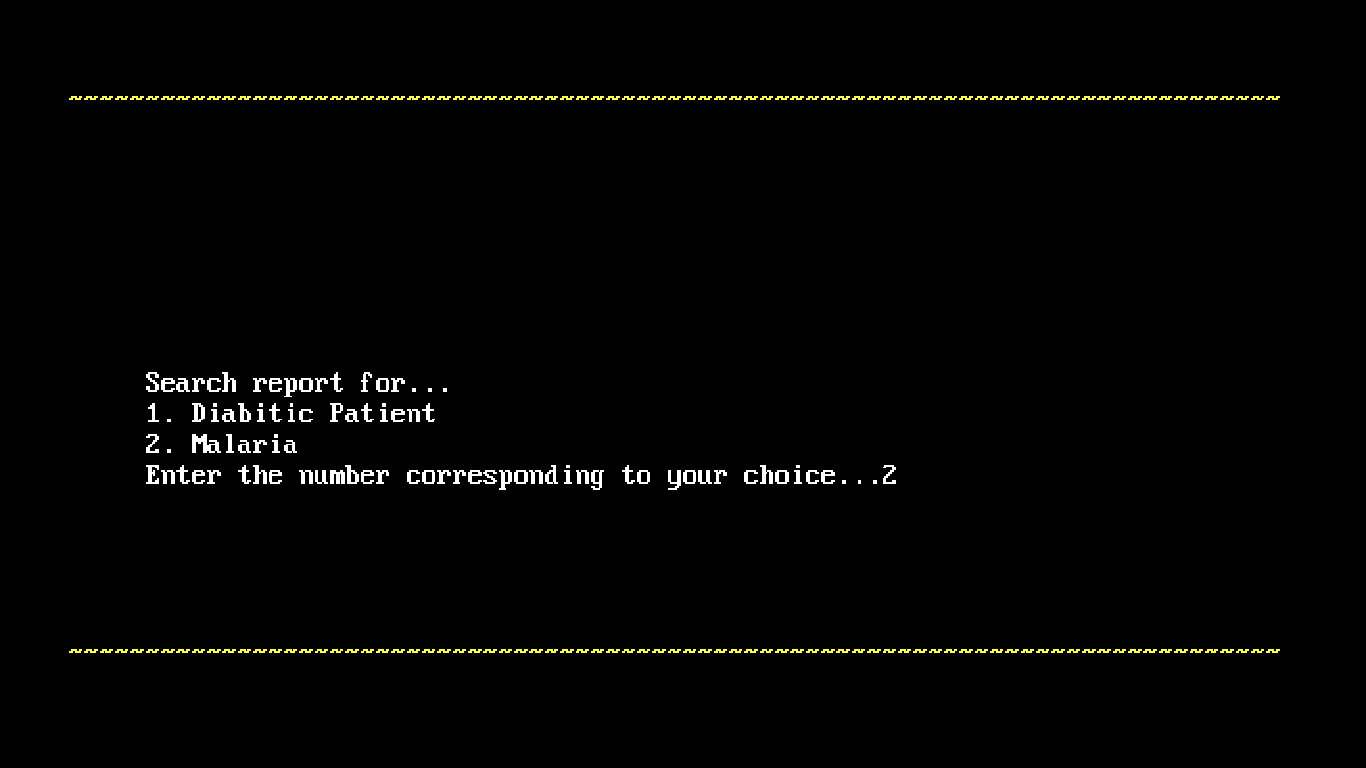 Search report for...
1. Diabitic Patient
2. Malaria
Enter the number corresponding to your choice...2